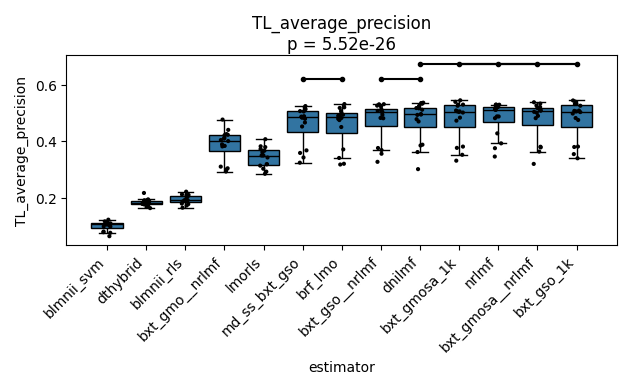 TL_average_precision
p = 5.52e-26
TL_average_precision
0.6
0.4
0.2
blmnii_svm
dthybrid
blmnii_rls
bxt_gmo__nrlmf
lmorls
md_ss_bxt_gso
brf_lmo
bxt_gso__nrlmf
dnilmf
bxt_gmosa_1k
nrlmf
bxt_gmosa__nrlmf
bxt_gso_1k
estimator